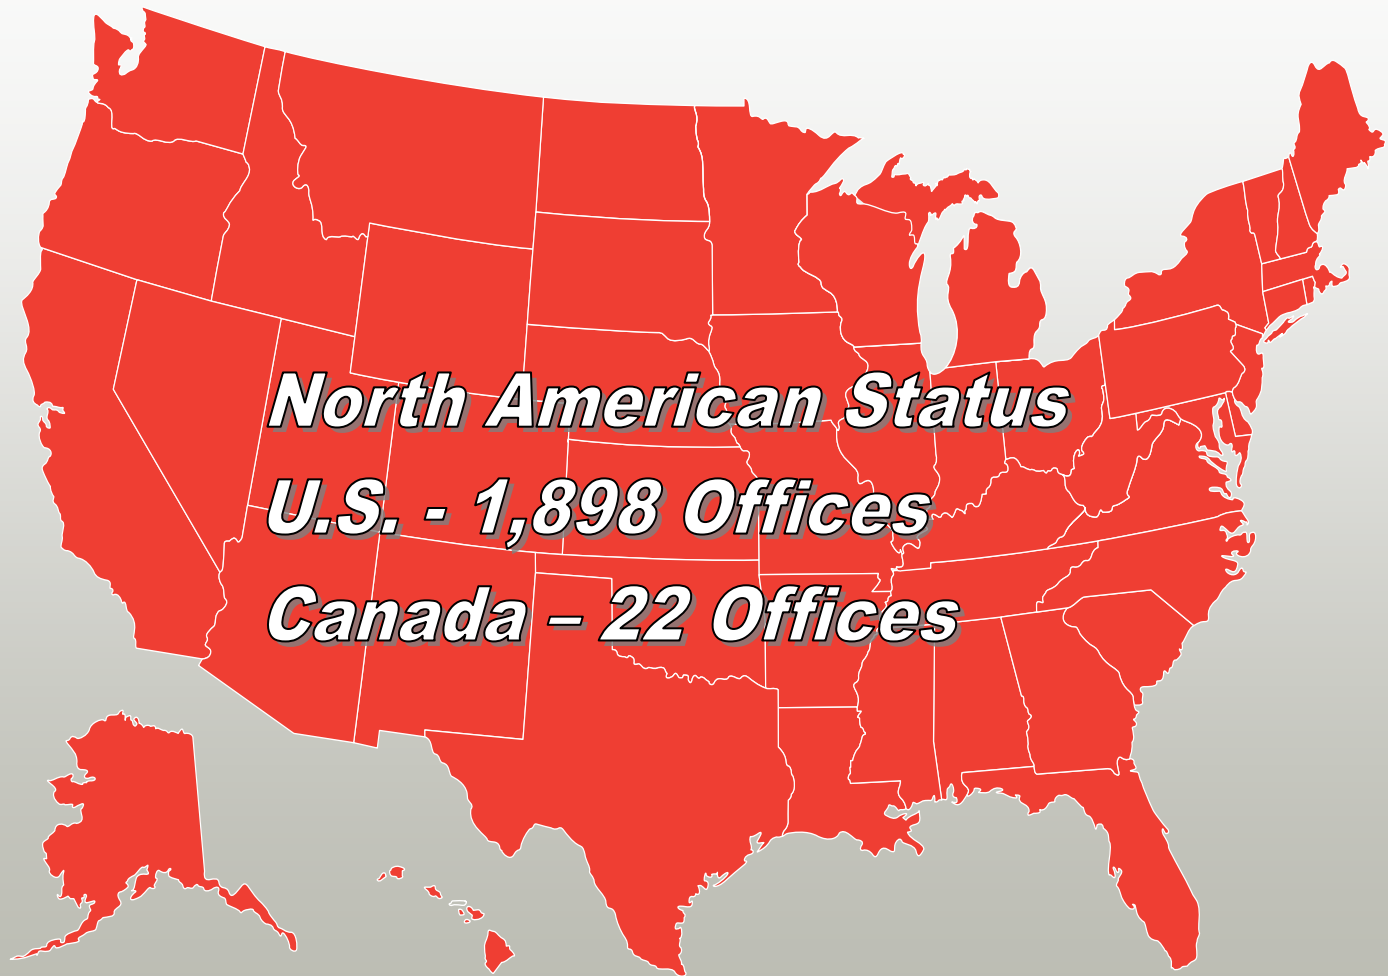 North American Status
U.S. - 1,898 Offices
Canada – 22 Offices